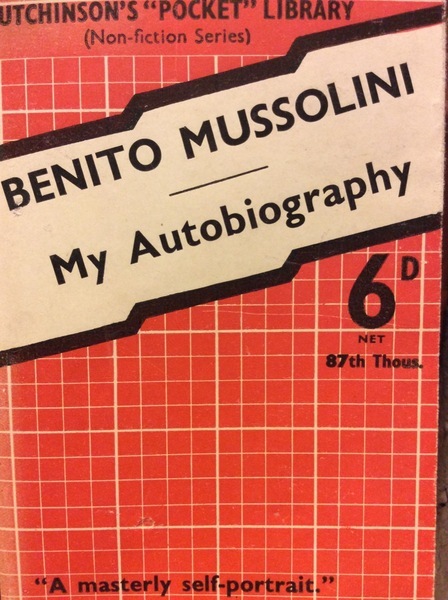 UTCHINSON'S "POCKET" LIBRARY
(Non-fiction Series)
BENITO MUSSOLINI
My Autobiography
6D
NET
87th Thous.
"A masterly self-portrait."